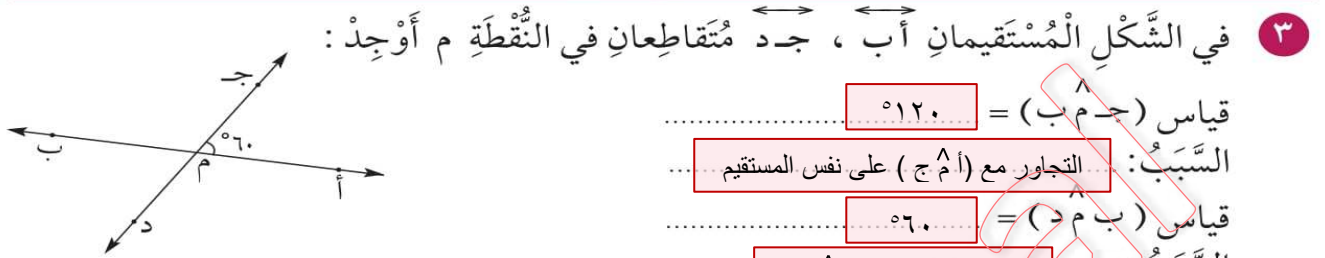 ٣ في الشَّكْلِ الْمُسْتَقيمانِ أ ب ، جـ د مُتَقاطِعانِ في النُّقْطَةِ م أَوْجِدْ :
قياس (جـ م̂ ب) = ١٢٠°
السَّبَبُ : التجاور مع (أ م̂ ج ) على نفس المستقيم
قياس ( ب م̂ د ) = ٦٠°
جـ
٦٠°
ب
م
أ
د